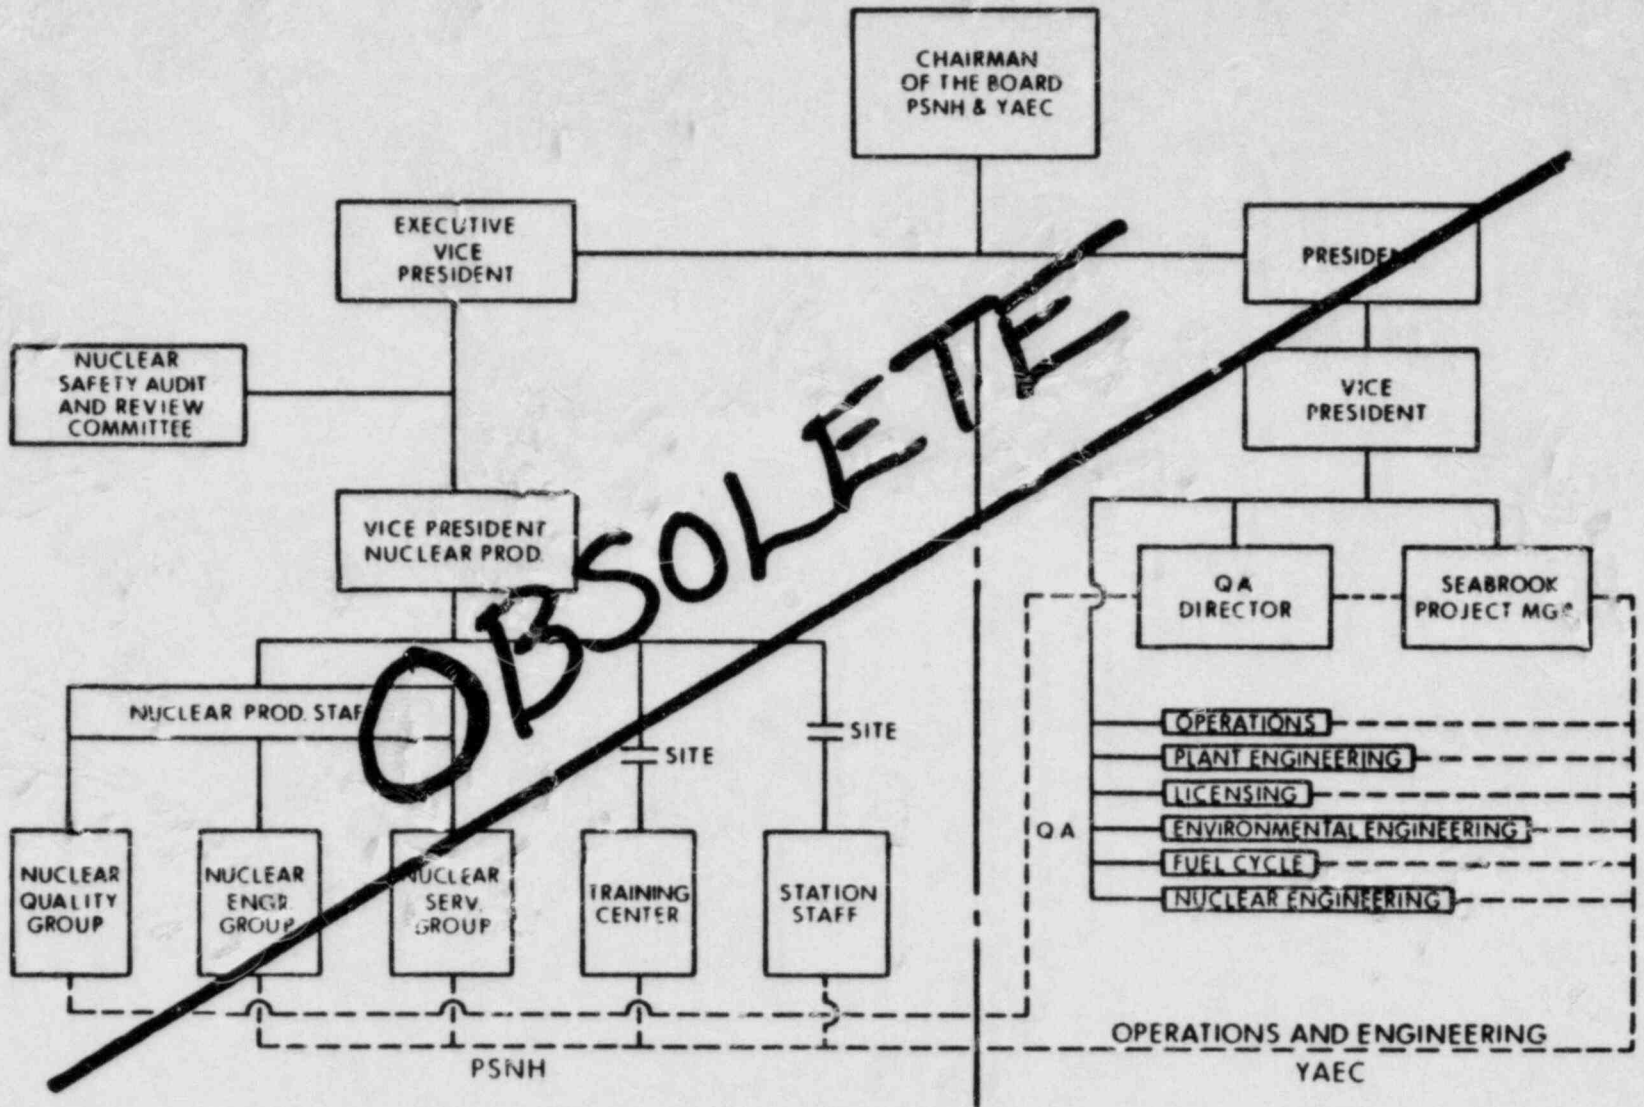 CHAIRMAN
OF THE BOARD
PSNH & YAEC
EXECUTIVE
VICE
PRESIDENT
PRESIDENT
NUCLEAR
SAFETY AUDIT
AND REVIEW
COMMITTEE
VICE
PRESIDENT
VICE PRESIDENT
NUCLEAR PROD.
OBSOLETE
QA
DIRECTOR
SEABROOK
PROJECT MGR
NUCLEAR PROD. STAF
SITE
SITE
OPERATIONS
PLANT ENGINEERING
LICENSING
QA
ENVIRONMENTAL ENGINEERING
FUEL CYCLE
NUCLEAR ENGINEERING
NUCLEAR
QUALITY
GROUP
NUCLEAR
ENGR.
GROUP
NUCLEAR
SERV.
GROUP
TRAINING
CENTER
STATION
STAFF
OPERATIONS AND ENGINEERING
PSNH
YAEC